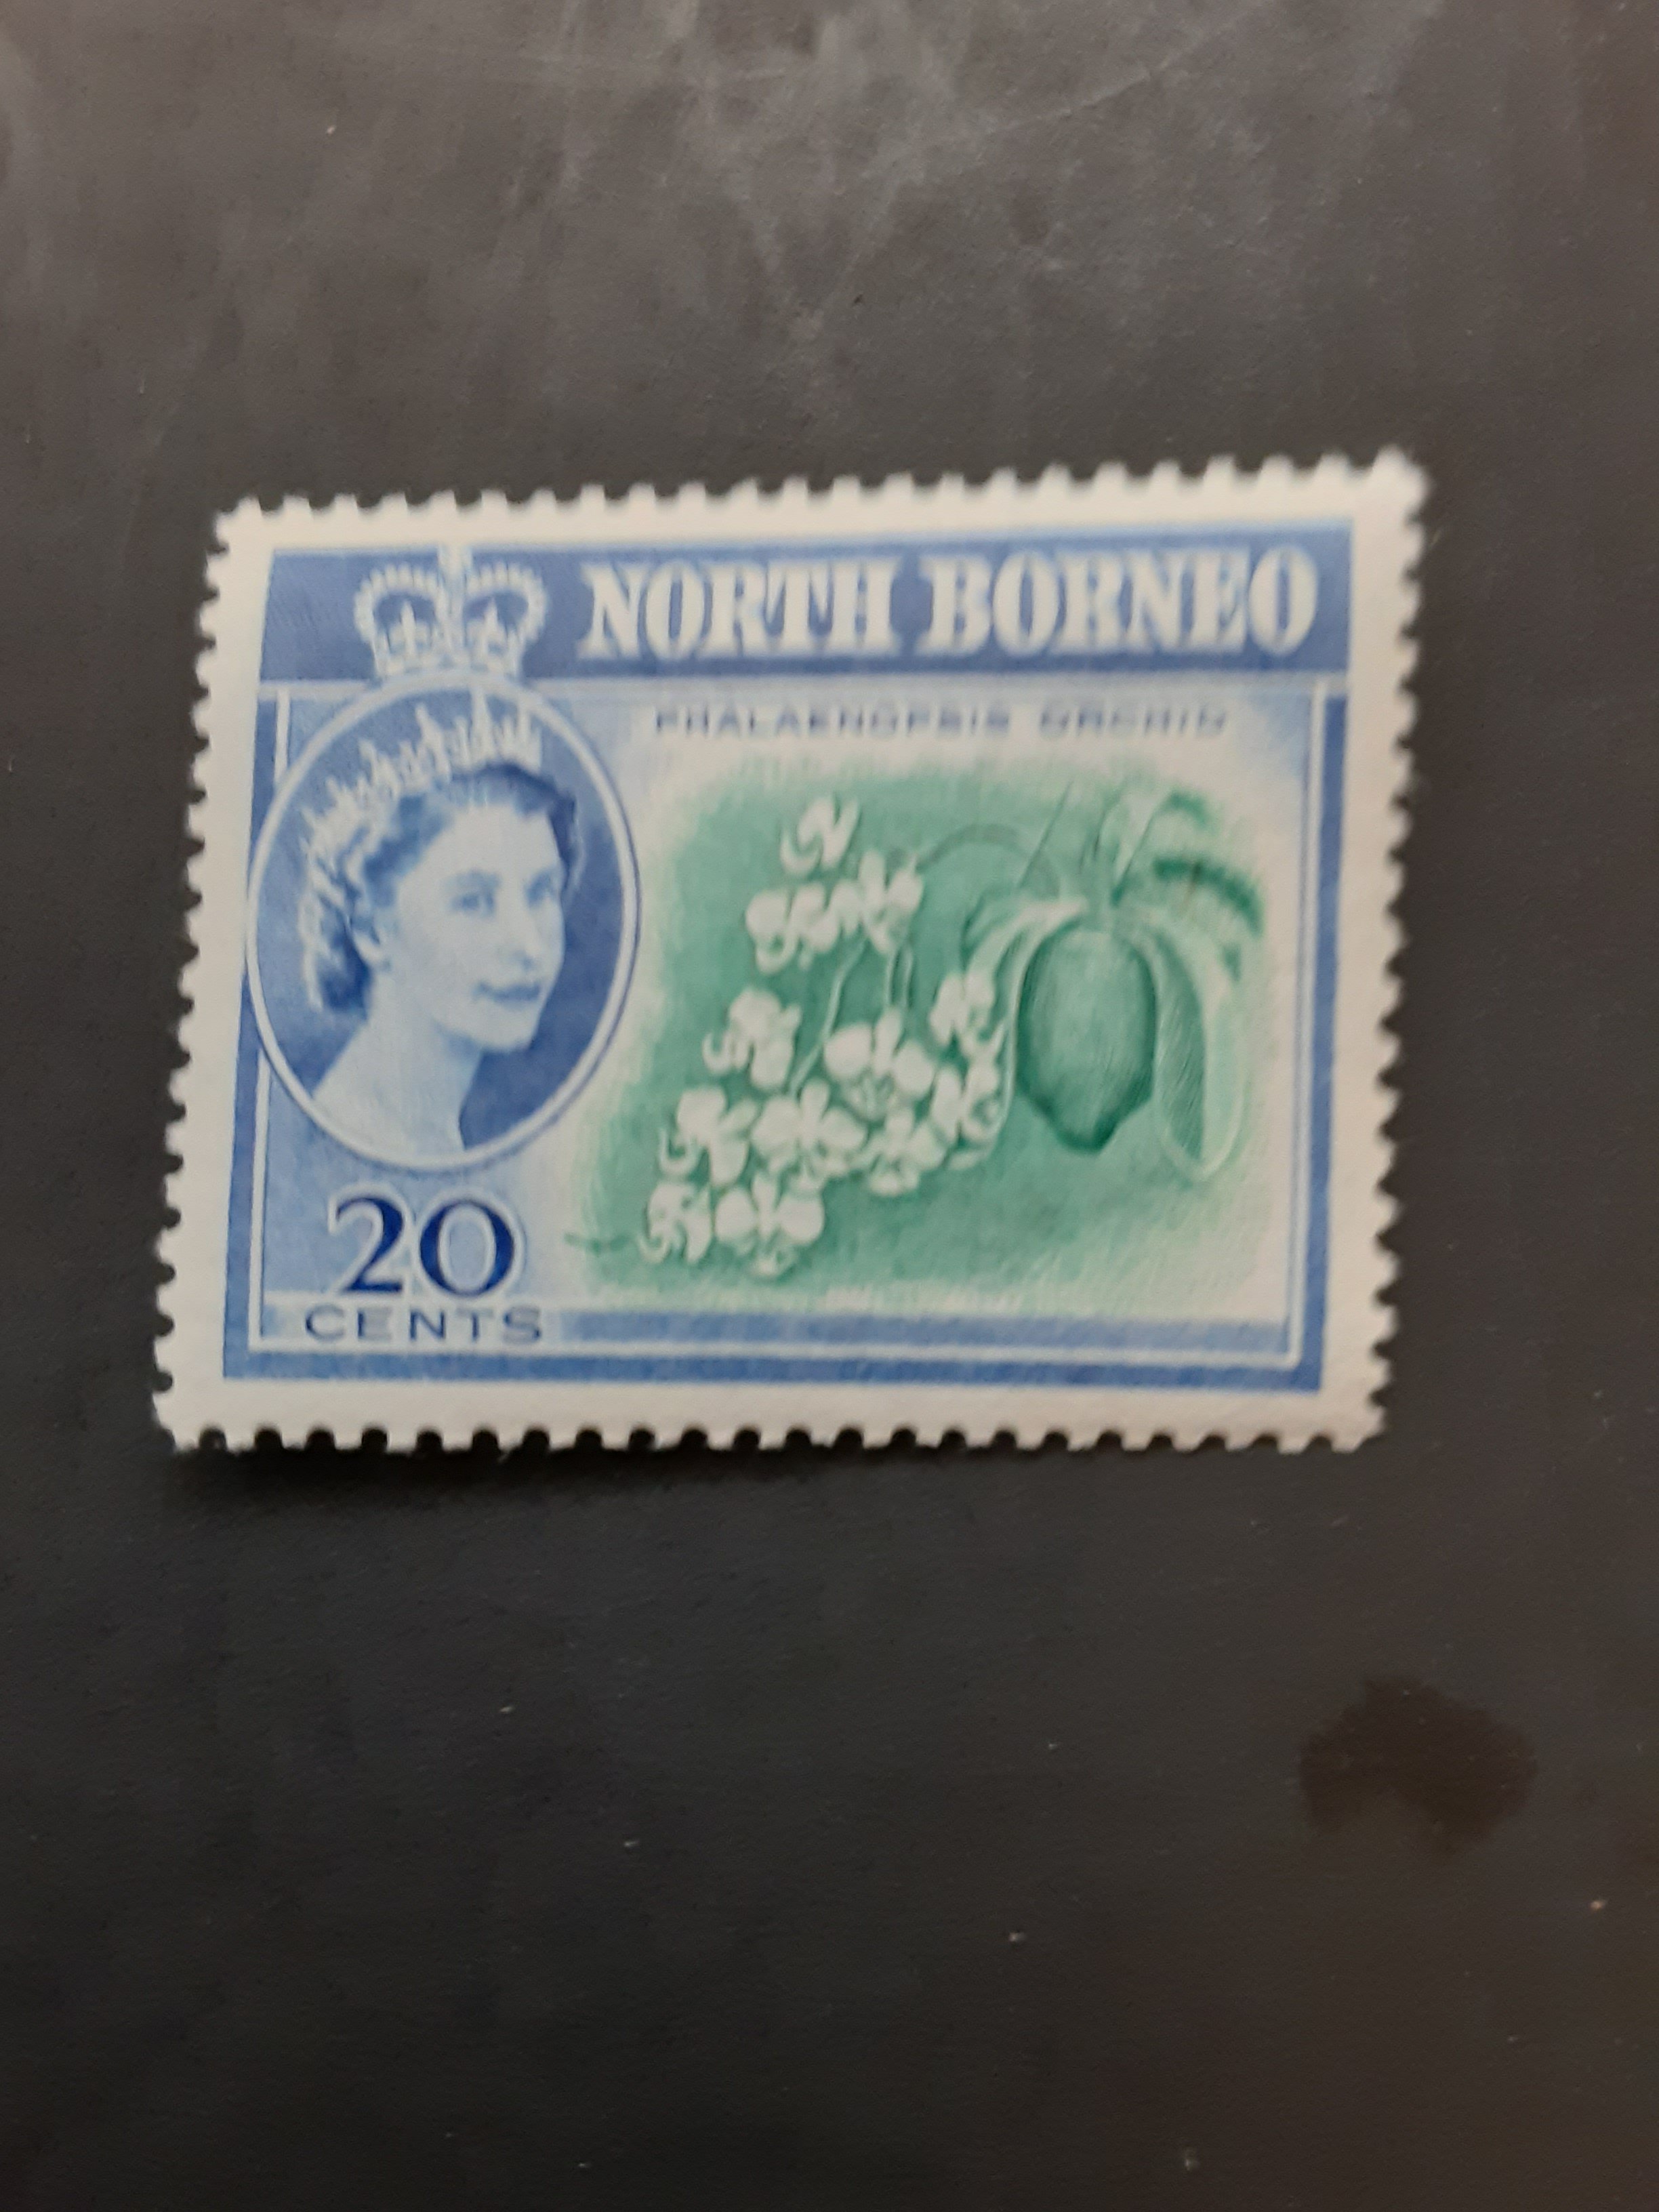 NORTH BORNEO
PHALAENOPSIS ORCHID
20
CENTS